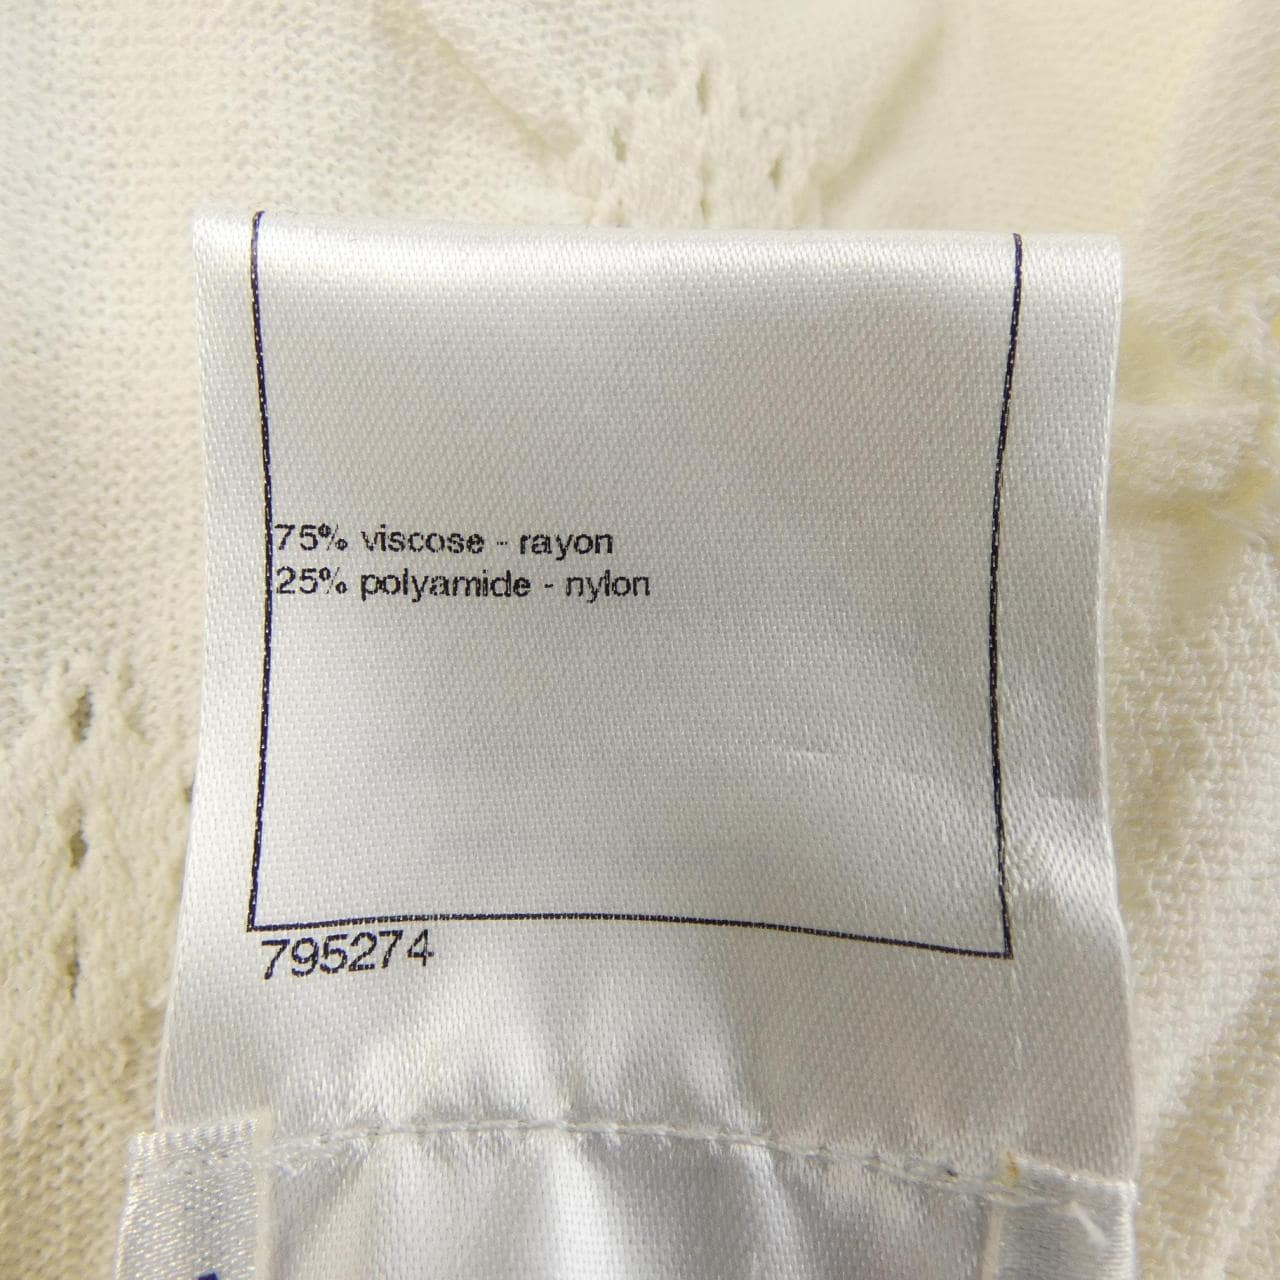 75% viscose - rayon
25% polyamide - nylon
795274